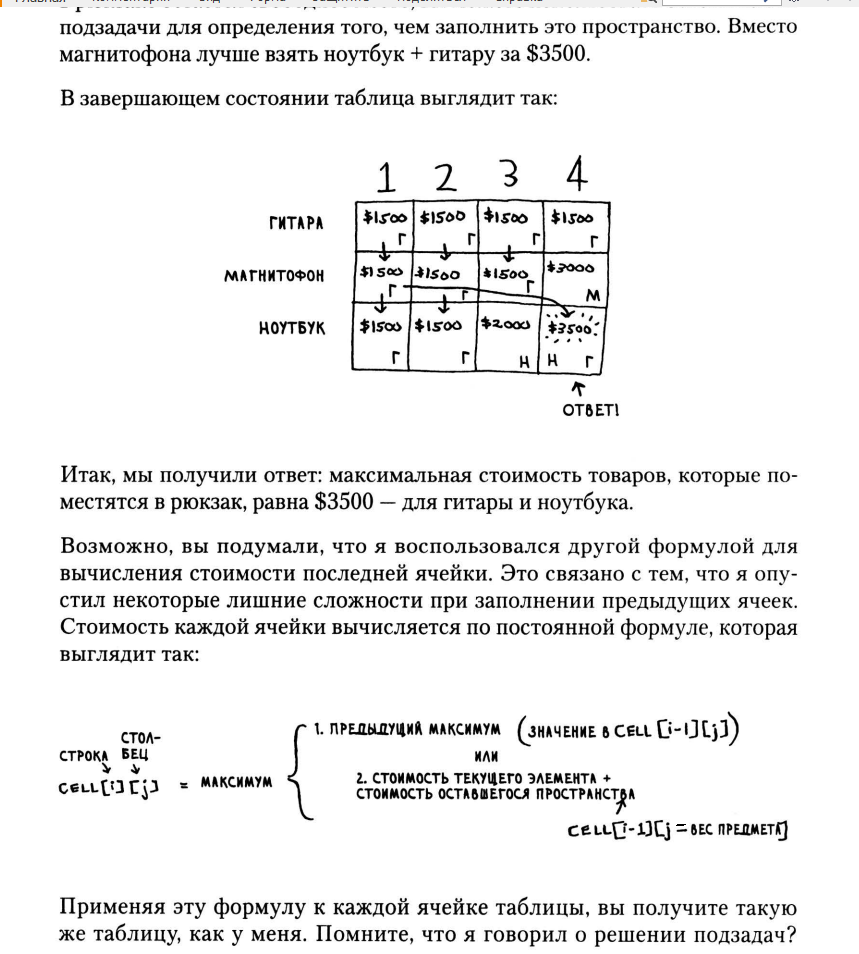 подзадачи для определения того, чем заполнить это пространство. Вместо
магнитофона лучше взять ноутбук + гитару за $3500.
В завершающем состоянии таблица выглядит так:
1 2 3 4
ГИТАРА $1500 Г $1500 Г $1500 Г $1500 Г
МАГНИТОФОН $1500 Г $1500 Г $1500 Г $3000 М
НОУТБУК $1500 Г $1500 Г $2000 Н $3500 Н Г
ОТВЕТ!
Итак, мы получили ответ: максимальная стоимость товаров, которые по-
местятся в рюкзак, равна $3500 — для гитары и ноутбука.
Возможно, вы подумали, что я воспользовался другой формулой для
вычисления стоимости последней ячейки. Это связано с тем, что я опу-
стил некоторые лишние сложности при заполнении предыдущих ячеек.
Стоимость каждой ячейки вычисляется по постоянной формуле, которая
выглядит так:
СТОЛ-
СТРОКА БЕЦ
CELL[i][j] = МАКСИМУМ
1. ПРЕДЫДУЩИЙ МАКСИМУМ (ЗНАЧЕНИЕ В CELL[i-1][j])
ИЛИ
2. СТОИМОСТЬ ТЕКУЩЕГО ЭЛЕМЕНТА +
СТОИМОСТЬ ОСТАВШЕГОСЯ ПРОСТРАНСТВА
CELL[i-1][j = ВЕС ПРЕДМЕТА]
Применяя эту формулу к каждой ячейке таблицы, вы получите такую
же таблицу, как у меня. Помните, что я говорил о решении подзадач?